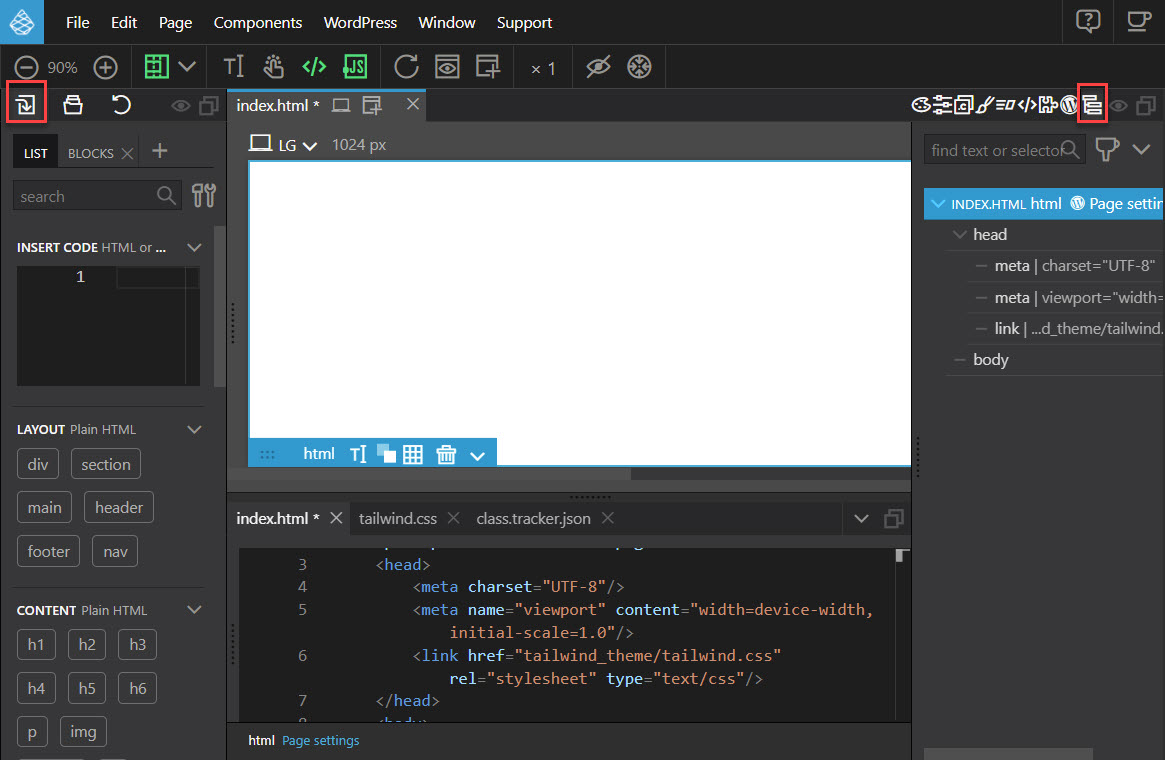 File Edit Page Components WordPress Window Support
90% × 1
index.html *
LIST BLOCKS
LG 1024 px
search
find text or selector
INSERT CODE HTML or ...
1
LAYOUT Plain HTML
div section
main header
footer nav
CONTENT Plain HTML
h1 h2 h3
h4 h5 h6
p img
html
INDEX.HTML html Page settin
head
meta | charset="UTF-8"
meta | viewport="width=
link | ...d_theme/tailwind.
body
index.html * tailwind.css class.tracker.json
3 <head>
4 <meta charset="UTF-8"/>
5 <meta name="viewport" content="width=device-width,
initial-scale=1.0"/>
6 <link href="tailwind_theme/tailwind.css"
rel="stylesheet" type="text/css"/>
7 </head>
html Page settings